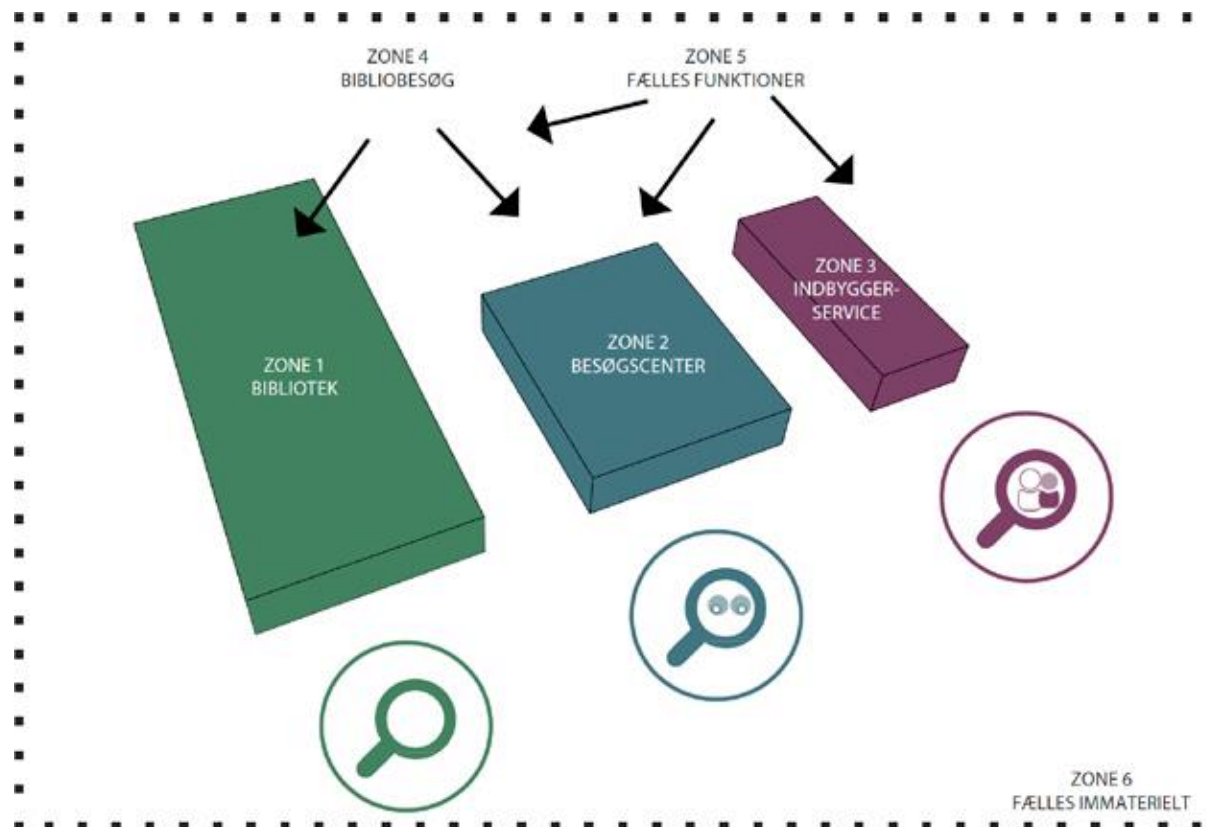 ZONE 4
BIBLIOBESØG
ZONE 5
FÆLLES FUNKTIONER
ZONE 3
INDBYGGER-
SERVICE
ZONE 2
BESØGSCENTER
ZONE 1
BIBLIOTEK
ZONE 6
FÆLLES IMMATERIELT